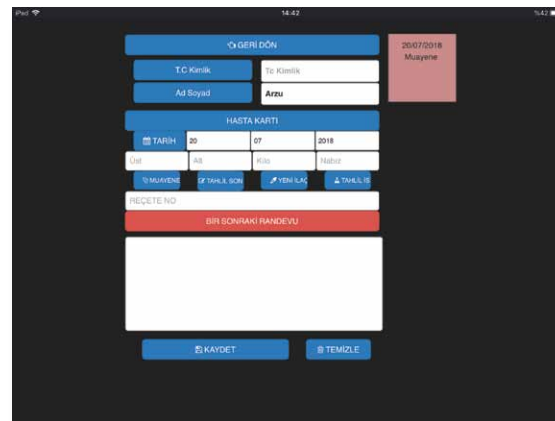 iPad 14:42 %42
GERİ DÖN
T.C Kimlik Tc Kimlik
Ad Soyad Arzu
20/07/2018
Muayene
HASTA KARTI
TARİH 20 07 2018
Üst Alt Kilo Nabız
MUAYENE TAHLİL SON YENİ İLAÇ TAHLİL İS
REÇETE NO
BİR SONRAKİ RANDEVU
KAYDET TEMİZLE